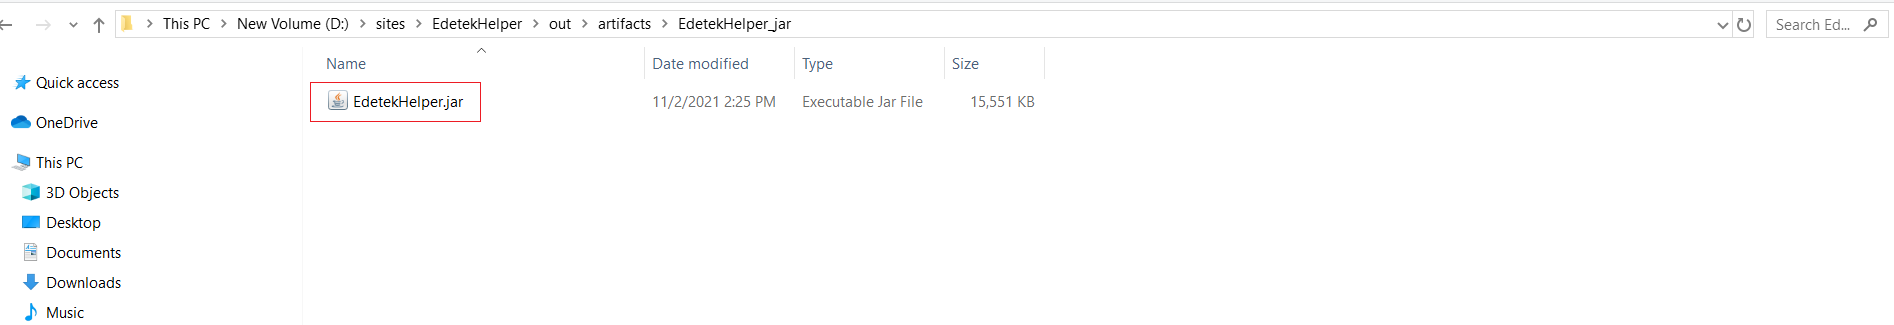 This PC New Volume (D:) sites EdetekHelper out artifacts EdetekHelper_jar Search Ed...
Name Date modified Type Size
Quick access
EdetekHelper.jar 11/2/2021 2:25 PM Executable Jar File 15,551 KB
OneDrive
This PC
3D Objects
Desktop
Documents
Downloads
Music